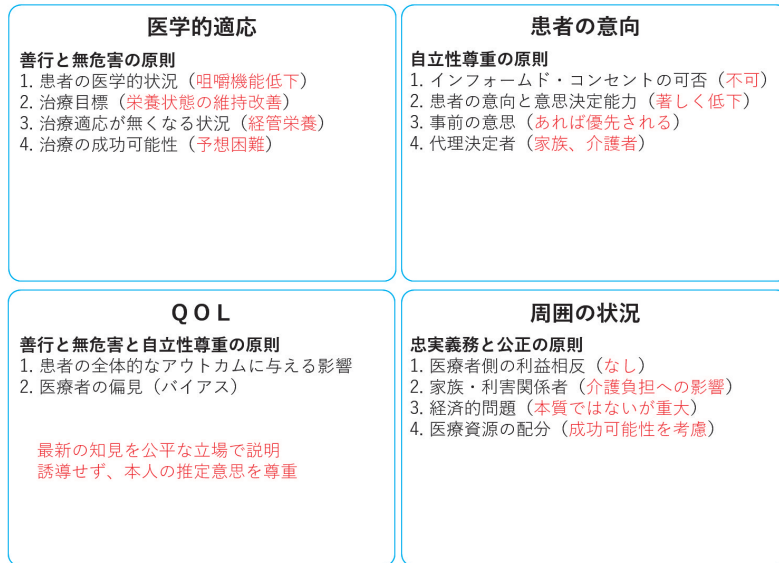 医学的適応
善行と無危害の原則
1. 患者の医学的状況（咀嚼機能低下）
2. 治療目標（栄養状態の維持改善）
3. 治療適応が無くなる状況（経管栄養）
4. 治療の成功可能性（予想困難）
患者の意向
自立性尊重の原則
1. インフォームド・コンセントの可否（不可）
2. 患者の意向と意思決定能力（著しく低下）
3. 事前の意思（あれば優先される）
4. 代理決定者（家族、介護者）
ＱＯＬ
善行と無危害と自立性尊重の原則
1. 患者の全体的なアウトカムに与える影響
2. 医療者の偏見（バイアス）
最新の知見を公平な立場で説明
誘導せず、本人の推定意思を尊重
周囲の状況
忠実義務と公正の原則
1. 医療者側の利益相反（なし）
2. 家族・利害関係者（介護負担への影響）
3. 経済的問題（本質ではないが重大）
4. 医療資源の配分（成功可能性を考慮）